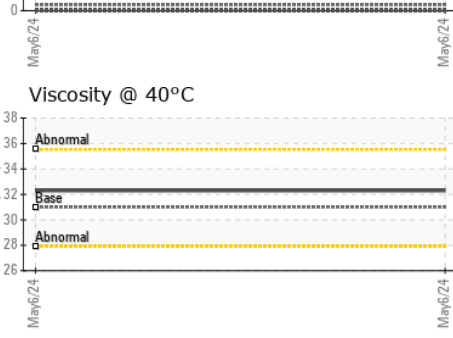 0
May6/24
May6/24
Viscosity @ 40°C
38
36
34
32
30
28
26
Abnormal
Base
Abnormal
May6/24
May6/24